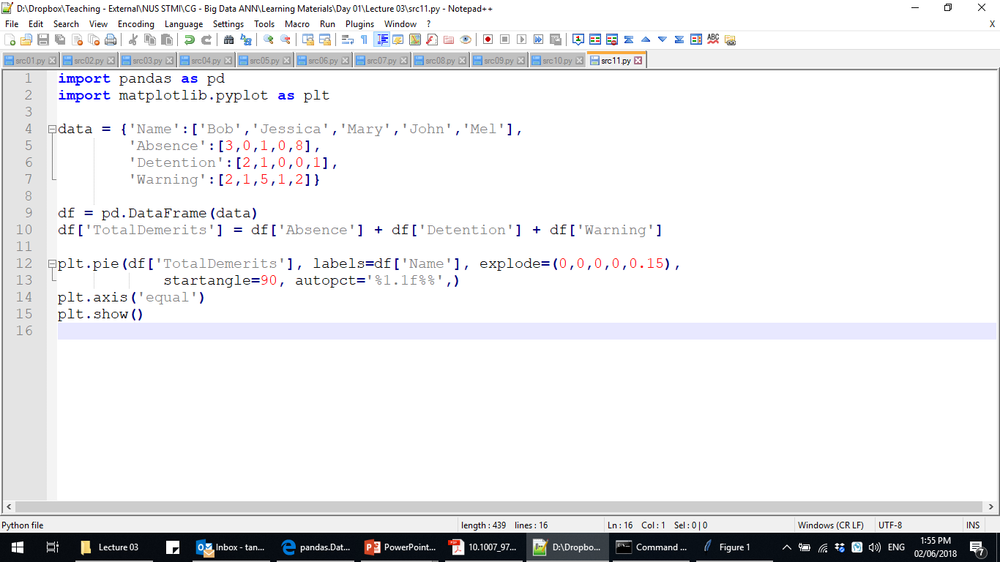 D:\Dropbox\Teaching - External\NUS STMI\CG - Big Data ANN\Learning Materials\Day 01\Lecture 03\src11.py - Notepad++
File Edit Search View Encoding Language Settings Tools Macro Run Plugins Window ? X
src01.py src02.py src03.py src04.py src05.py src06.py src07.py src08.py src09.py src10.py src11.py
1 import pandas as pd
2 import matplotlib.pyplot as plt
3
4 data = {'Name':['Bob','Jessica','Mary','John','Mel'],
5 'Absence':[3,0,1,0,8],
6 'Detention':[2,1,0,0,1],
7 'Warning':[2,1,5,1,2]}
8
9 df = pd.DataFrame(data)
10 df['TotalDemerits'] = df['Absence'] + df['Detention'] + df['Warning']
11
12 plt.pie(df['TotalDemerits'], labels=df['Name'], explode=(0,0,0,0,0.15),
13 startangle=90, autopct='%1.1f%%',)
14 plt.axis('equal')
15 plt.show()
16
Python file length : 439 lines : 16 Ln : 16 Col : 1 Sel : 0 | 0 Windows (CR LF) UTF-8 INS
Lecture 03 Inbox - tan... pandas.Dat... PowerPoint... 10.1007_97... D:\Dropbo... Command ... Figure 1 ENG 1:55 PM
02/06/2018 7